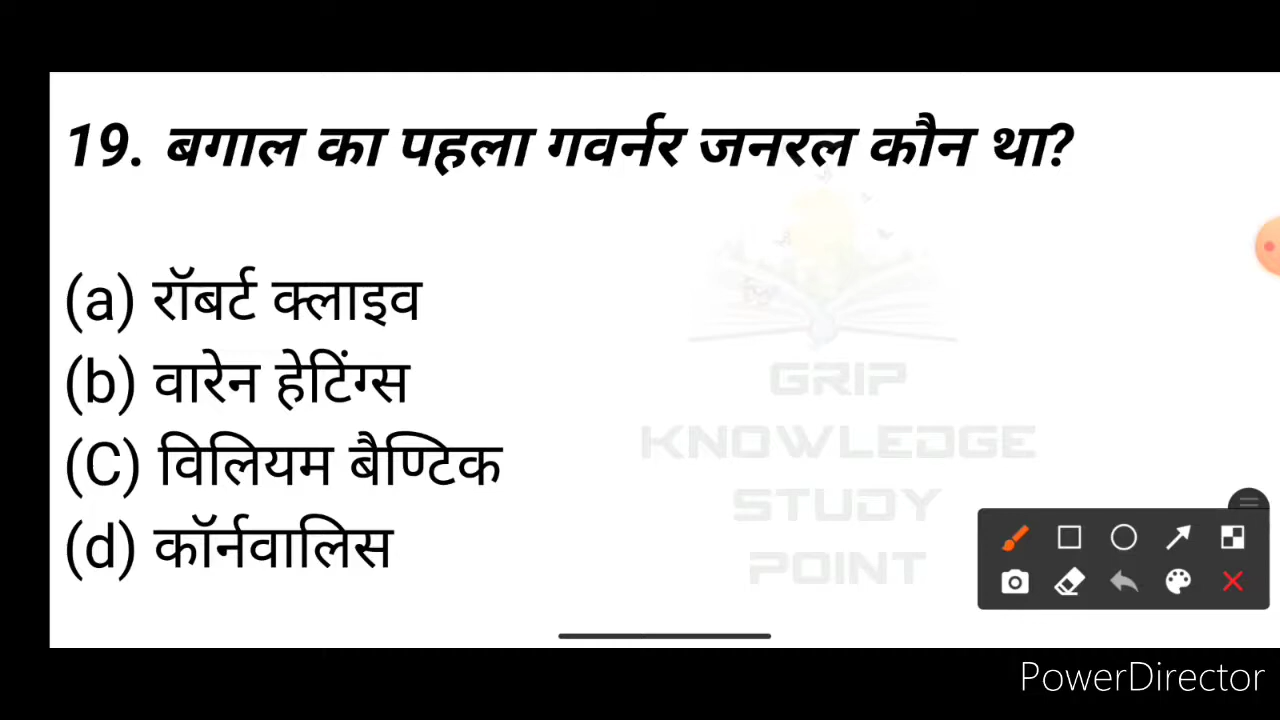 19. बगाल का पहला गवर्नर जनरल कौन था?
(a) रॉबर्ट क्लाइव
(b) वारेन हेटिंग्स
(C) विलियम बैण्टिक
(d) कॉर्नवालिस
GRIP
KNOWLEDGE
STUDY
POINT
PowerDirector